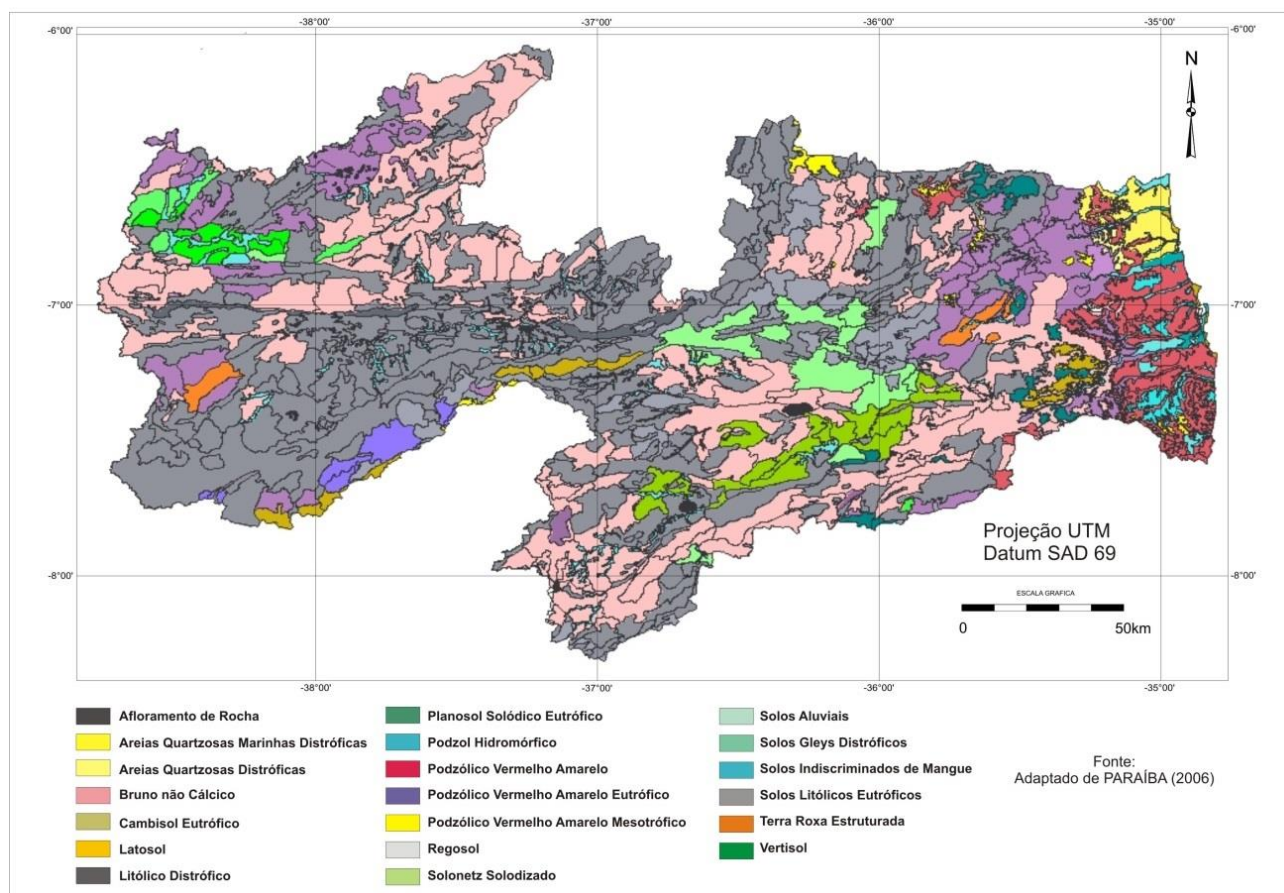 -38°00'
-37°00'
-36°00'
-35°00'
-6°00'
-6°00'
N
-7°00'
-7°00'
Projeção UTM
Datum SAD 69
-8°00'
-8°00'
ESCALA GRAFICA
0
50km
-38°00'
-37°00'
-36°00'
-35°00'
Afloramento de Rocha
Areias Quartzosas Marinhas Distróficas
Areias Quartzosas Distróficas
Bruno não Cálcico
Cambisol Eutrófico
Latosol
Litólico Distrófico
Planosol Solódico Eutrófico
Podzol Hidromórfico
Podzólico Vermelho Amarelo
Podzólico Vermelho Amarelo Eutrófico
Podzólico Vermelho Amarelo Mesotrófico
Regosol
Solonetz Solodizado
Solos Aluviais
Solos Gleys Distróficos
Solos Indiscriminados de Mangue
Solos Litólicos Eutróficos
Terra Roxa Estruturada
Vertisol
Fonte:
Adaptado de PARAÍBA (2006)